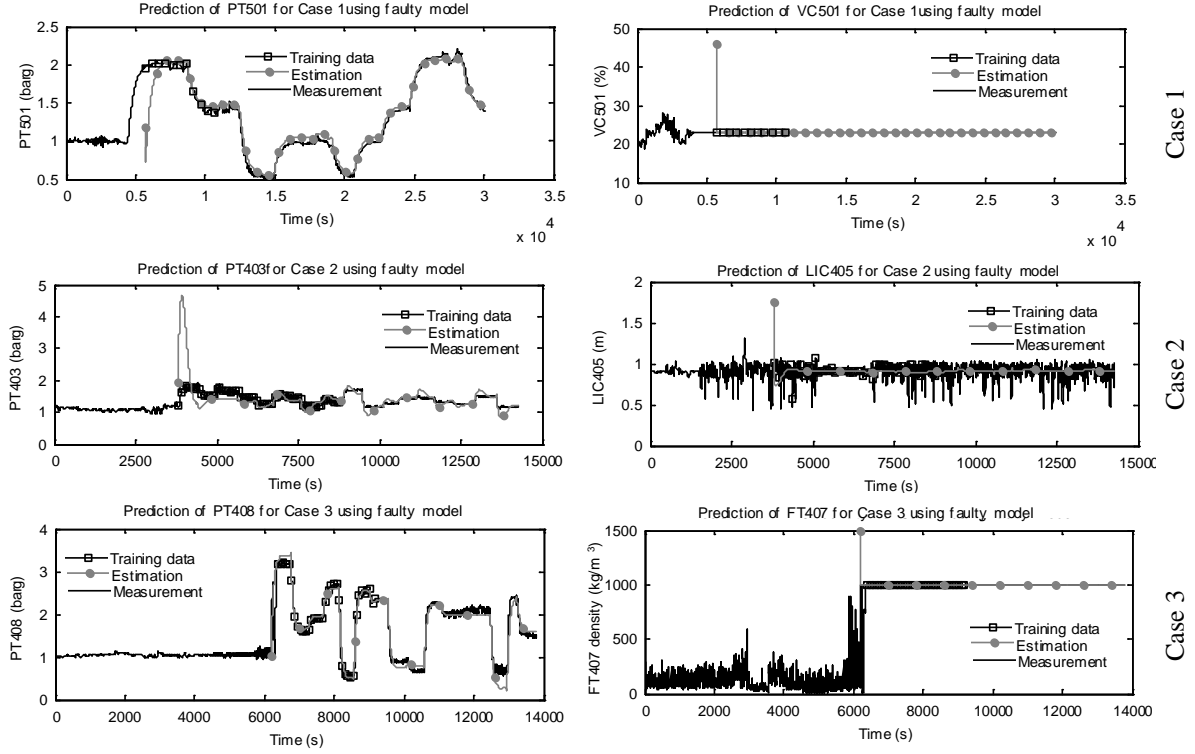 Prediction of PT501 for Case 1using faulty model
2.5
2
1.5
1
0.5
PT501 (barg)
Training data
Estimation
Measurement
0 0.5 1 1.5 2 2.5 3 3.5
Time (s)
x 10 4
Prediction of VC501 for Case 1using faulty model
50
40
30
20
10
VC501 (%)
Training data
Estimation
Measurement
0 0.5 1 1.5 2 2.5 3 3.5
Time (s)
x 10 4
Case 1
Prediction of PT403for Case 2 using faulty model
5
4
3
2
1
0
PT403 (barg)
Training data
Estimation
Measurement
0 2500 5000 7500 10000 12500 15000
Time (s)
Prediction of LIC405 for Case 2 using faulty model
2
1.5
1
0.5
0
LIC405 (m)
Training data
Estimation
Measurement
0 2500 5000 7500 10000 12500 15000
Time (s)
Case 2
Prediction of PT408 for Case 3 using faulty model
4
3
2
1
0
PT408 (barg)
Training data
Estimation
Measurement
0 2000 4000 6000 8000 10000 12000 14000
Time (s)
Prediction of FT407 for Case 3 using faulty model
1500
1000
500
0
FT407 density (kg/m 3)
Training data
Estimation
Measurement
0 2000 4000 6000 8000 10000 12000 14000
Time (s)
Case 3